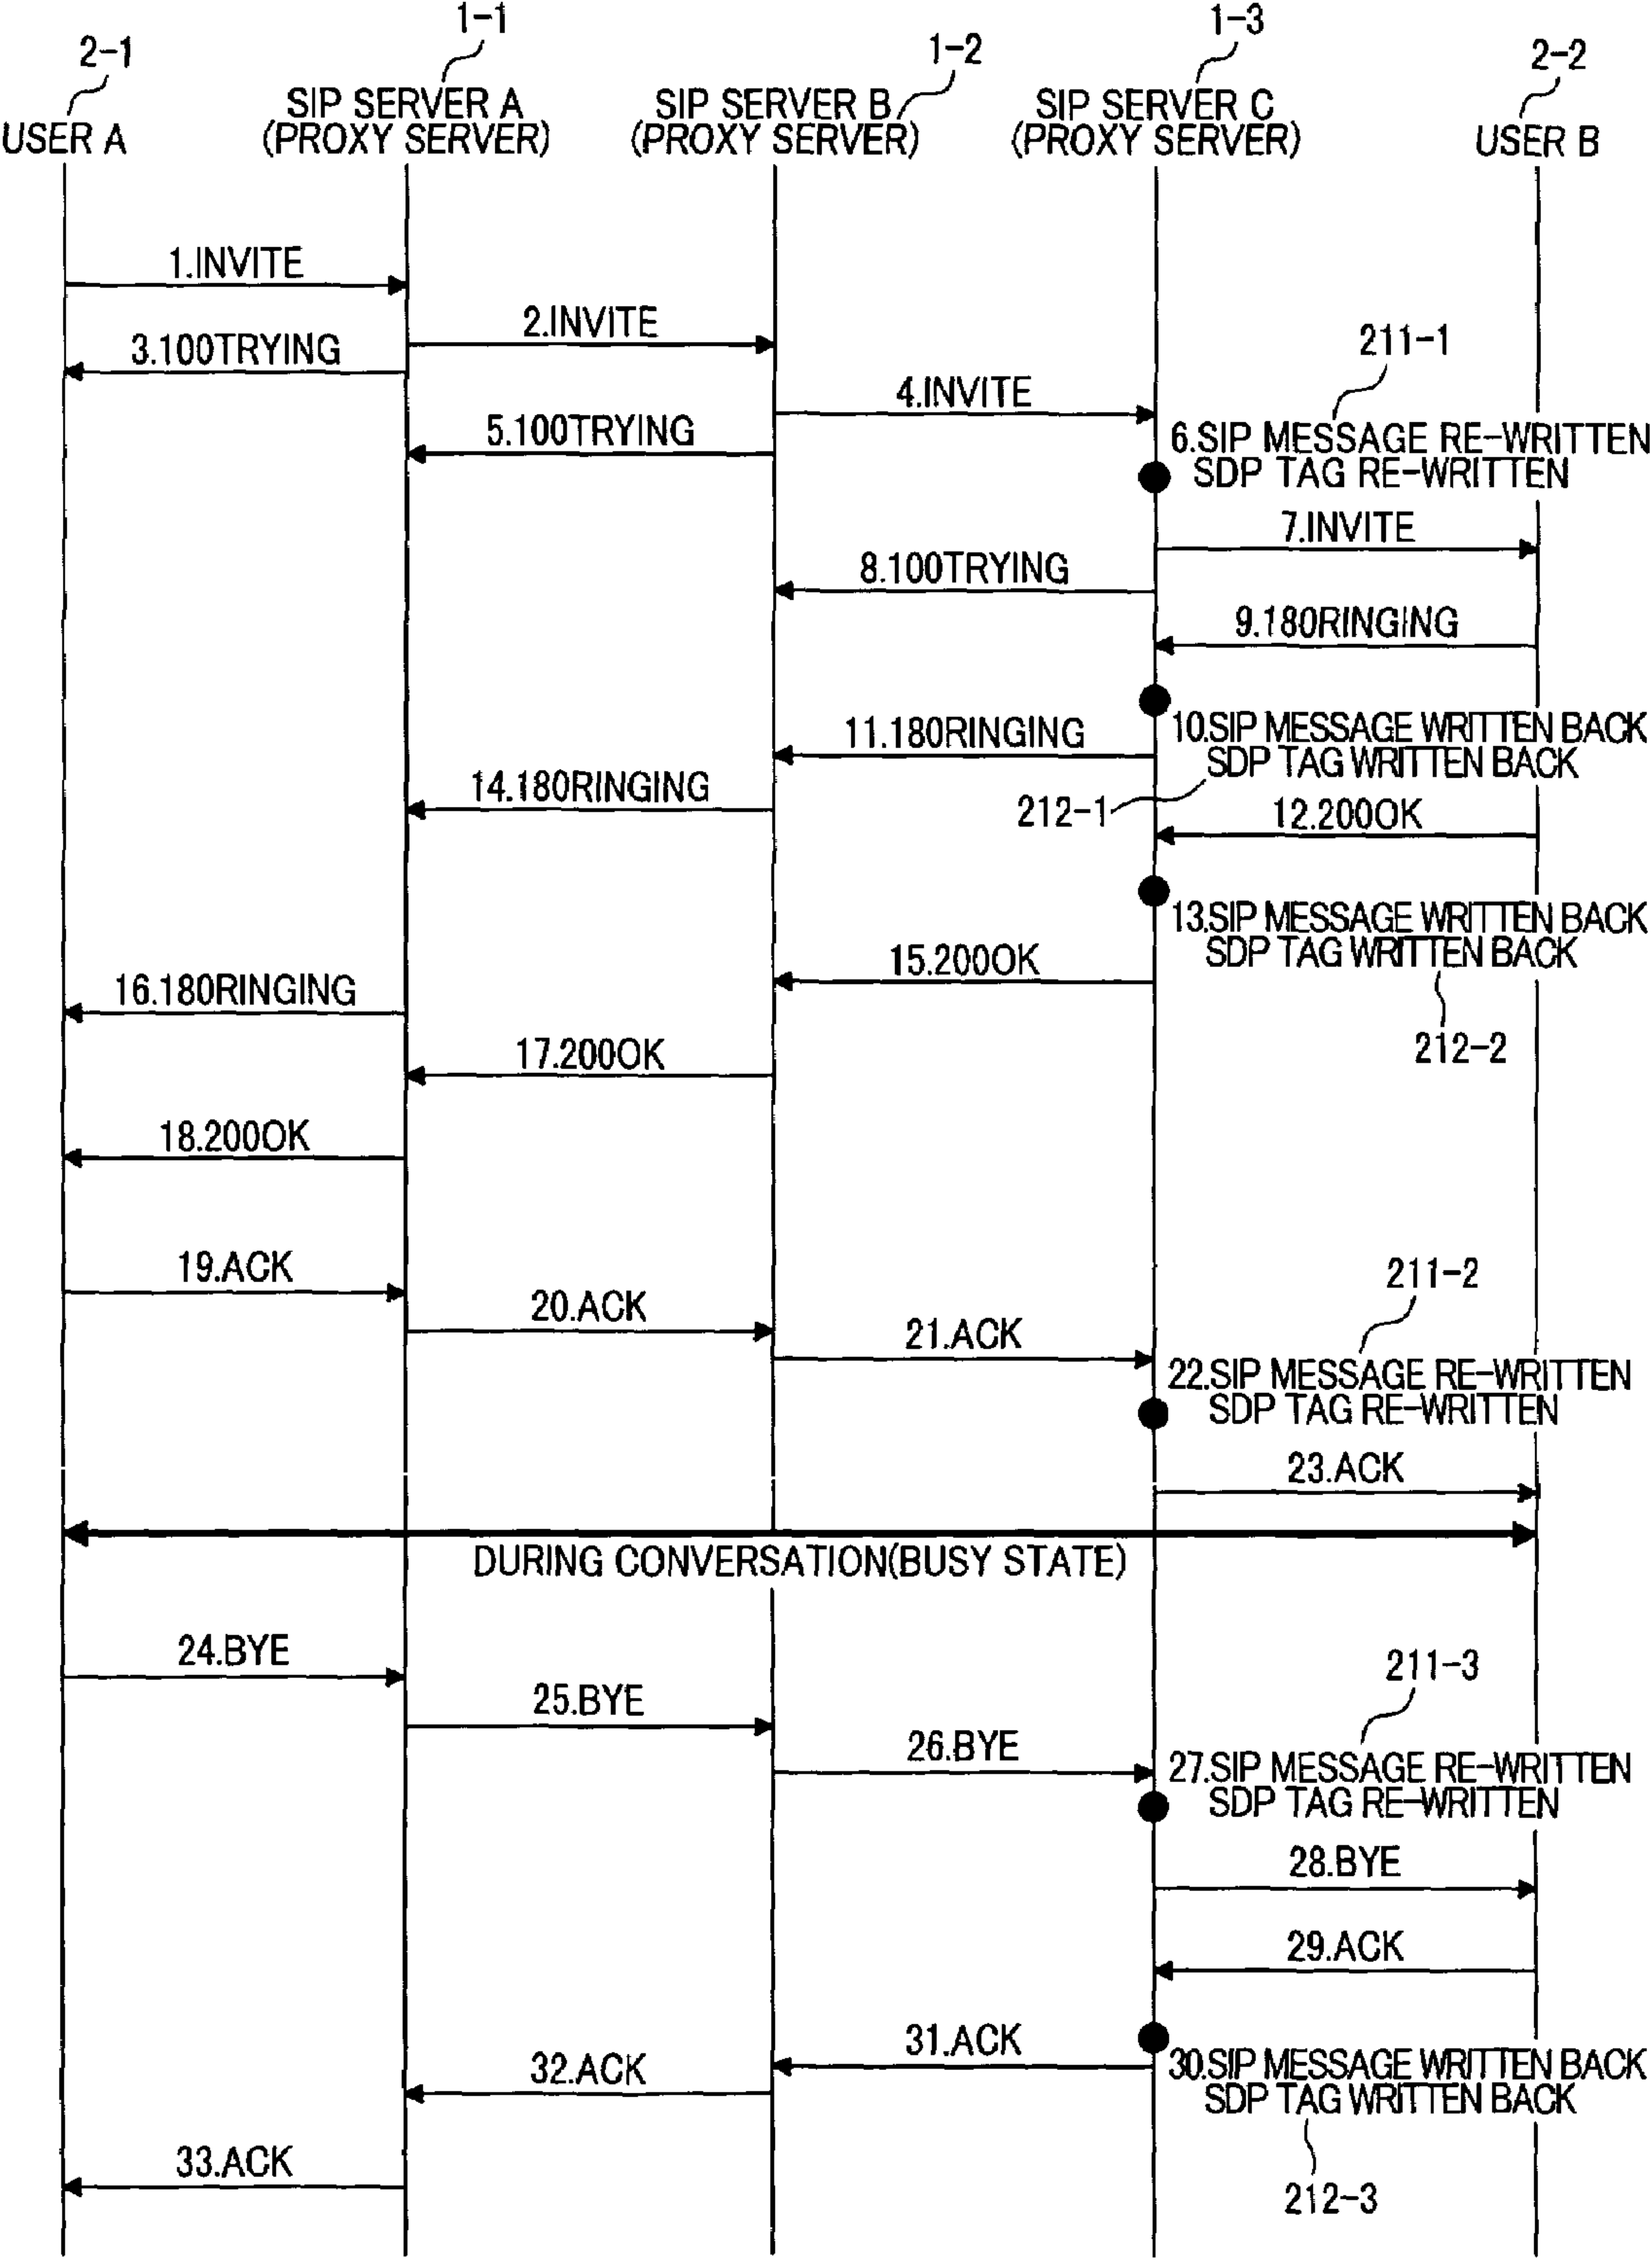 1-1
1-3
2-1
1-2
2-2
SIP SERVER A
(PROXY SERVER)
SIP SERVER B
(PROXY SERVER)
SIP SERVER C
(PROXY SERVER)
USER A
USER B
1.INVITE
2.INVITE
3.100TRYING
211-1
4.INVITE
5.100TRYING
6.SIP MESSAGE RE-WRITTEN
SDP TAG RE-WRITTEN
7.INVITE
8.100TRYING
9.180RINGING
10.SIP MESSAGE WRITTEN BACK
SDP TAG WRITTEN BACK
11.180RINGING
14.180RINGING
212-1
12.200OK
13.SIP MESSAGE WRITTEN BACK
SDP TAG WRITTEN BACK
15.200OK
16.180RINGING
212-2
17.200OK
18.200OK
19.ACK
211-2
20.ACK
21.ACK
22.SIP MESSAGE RE-WRITTEN
SDP TAG RE-WRITTEN
23.ACK
DURING CONVERSATION(BUSY STATE)
24.BYE
211-3
25.BYE
26.BYE
27.SIP MESSAGE RE-WRITTEN
SDP TAG RE-WRITTEN
28.BYE
29.ACK
31.ACK
30.SIP MESSAGE WRITTEN BACK
SDP TAG WRITTEN BACK
32.ACK
33.ACK
212-3